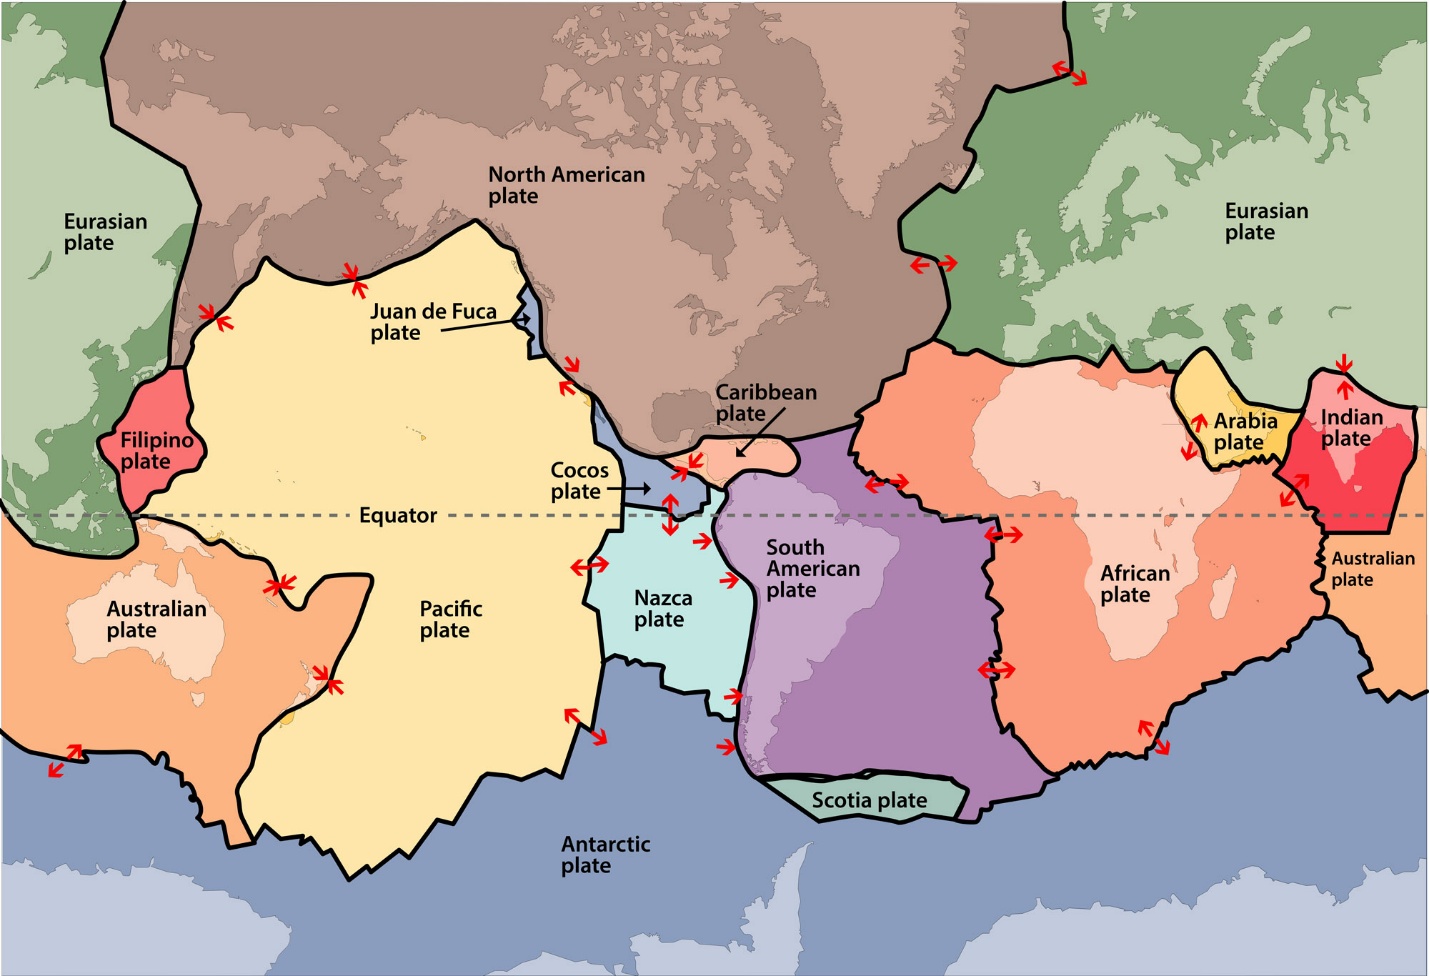 North American
plate
Eurasian
plate
Eurasian
plate
Juan de Fuca
plate
Caribbean
plate
Filipino
plate
Arabia
plate
Indian
plate
Cocos
plate
Equator
South
American
plate
Australian
plate
African
plate
Nazca
plate
Australian
plate
Pacific
plate
Scotia plate
Antarctic
plate